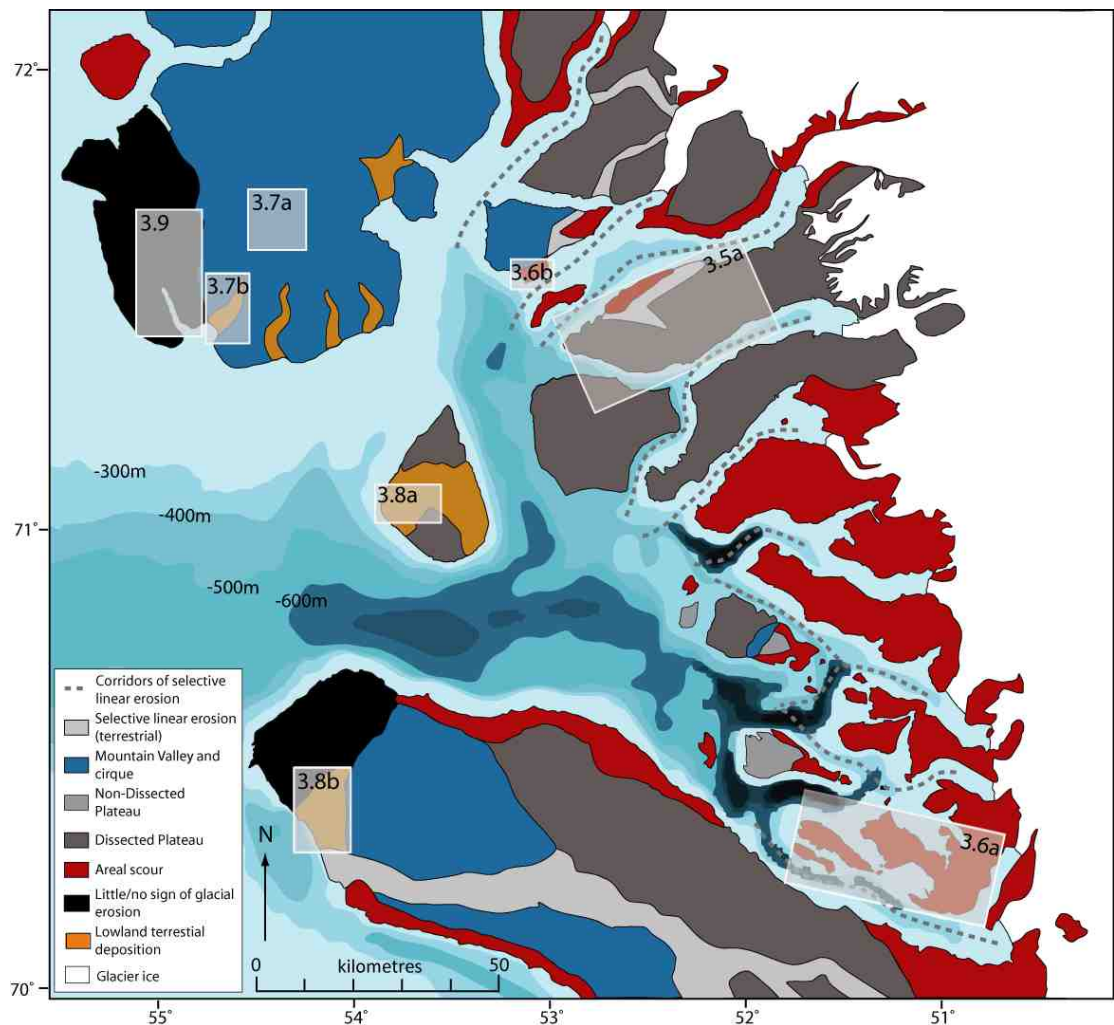 72°
3.7a
3.9
3.5a
3.6b
3.7b
-300m
3.8a
-400m
71°
-500m
-600m
Corridors of selective
linear erosion
Selective linear erosion
(terrestrial)
Mountain Valley and
cirque
Non-Dissected
Plateau
Dissected Plateau
Areal scour
Little/no sign of glacial
erosion
Lowland terrestial
deposition
Glacier ice
3.8b
3.6a
N
0
kilometres
50
70°
55°
54°
53°
52°
51°